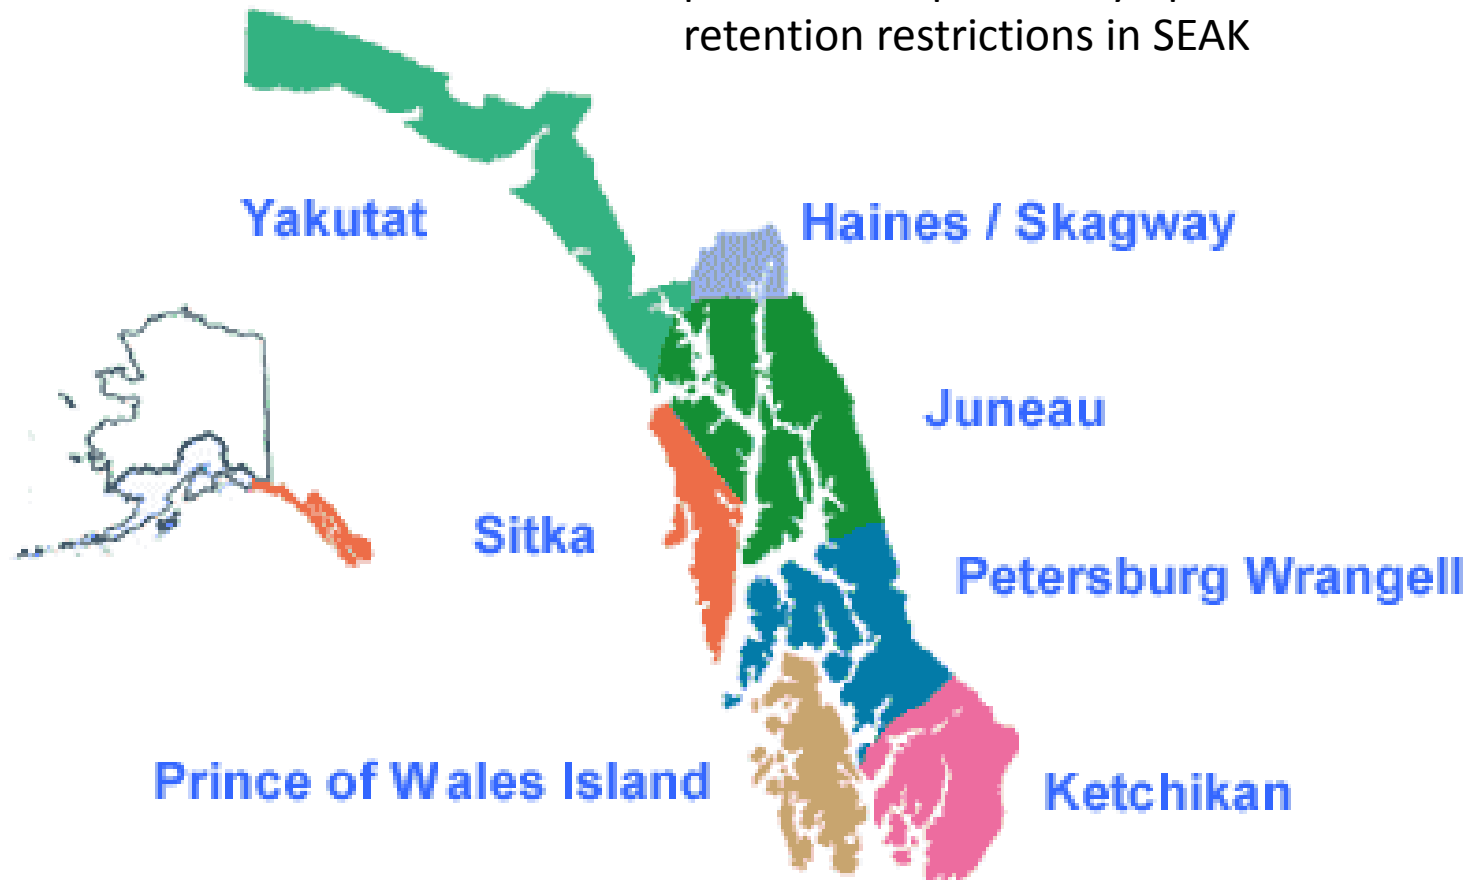 retention restrictions in SEAK
Yakutat
Haines / Skagway
Juneau
Sitka
Petersburg Wrangell
Prince of Wales Island
Ketchikan